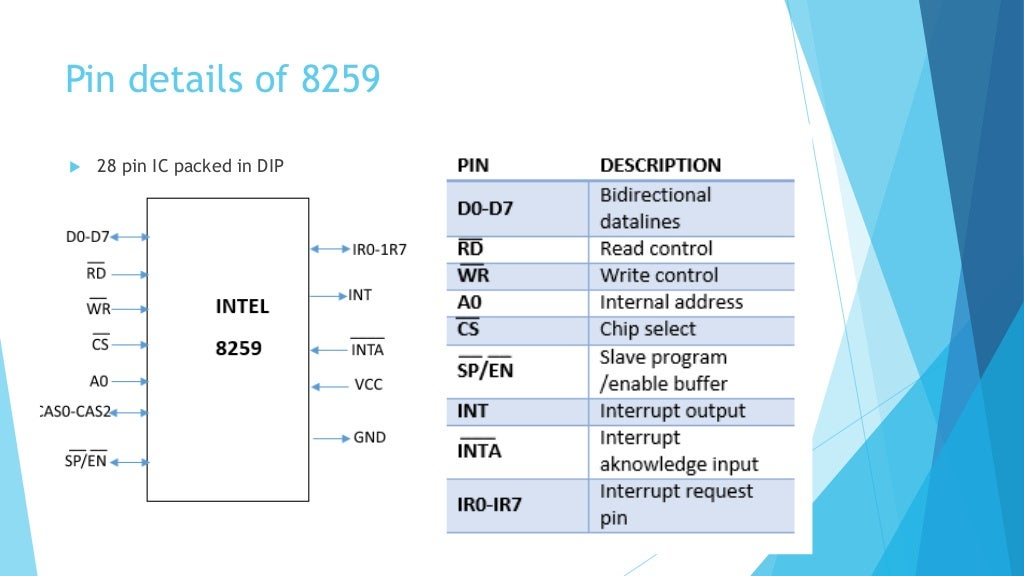 Pin details of 8259
28 pin IC packed in DIP
D0-D7
RD
WR
CS
A0
CAS0-CAS2
SP/EN
INTEL
8259
IR0-1R7
INT
INTA
VCC
GND
PIN DESCRIPTION
D0-D7 Bidirectional
datalines
RD Read control
WR Write control
A0 Internal address
CS Chip select
SP/EN Slave program
/enable buffer
INT Interrupt output
INTA Interrupt
aknowledge input
IR0-IR7 Interrupt request
pin